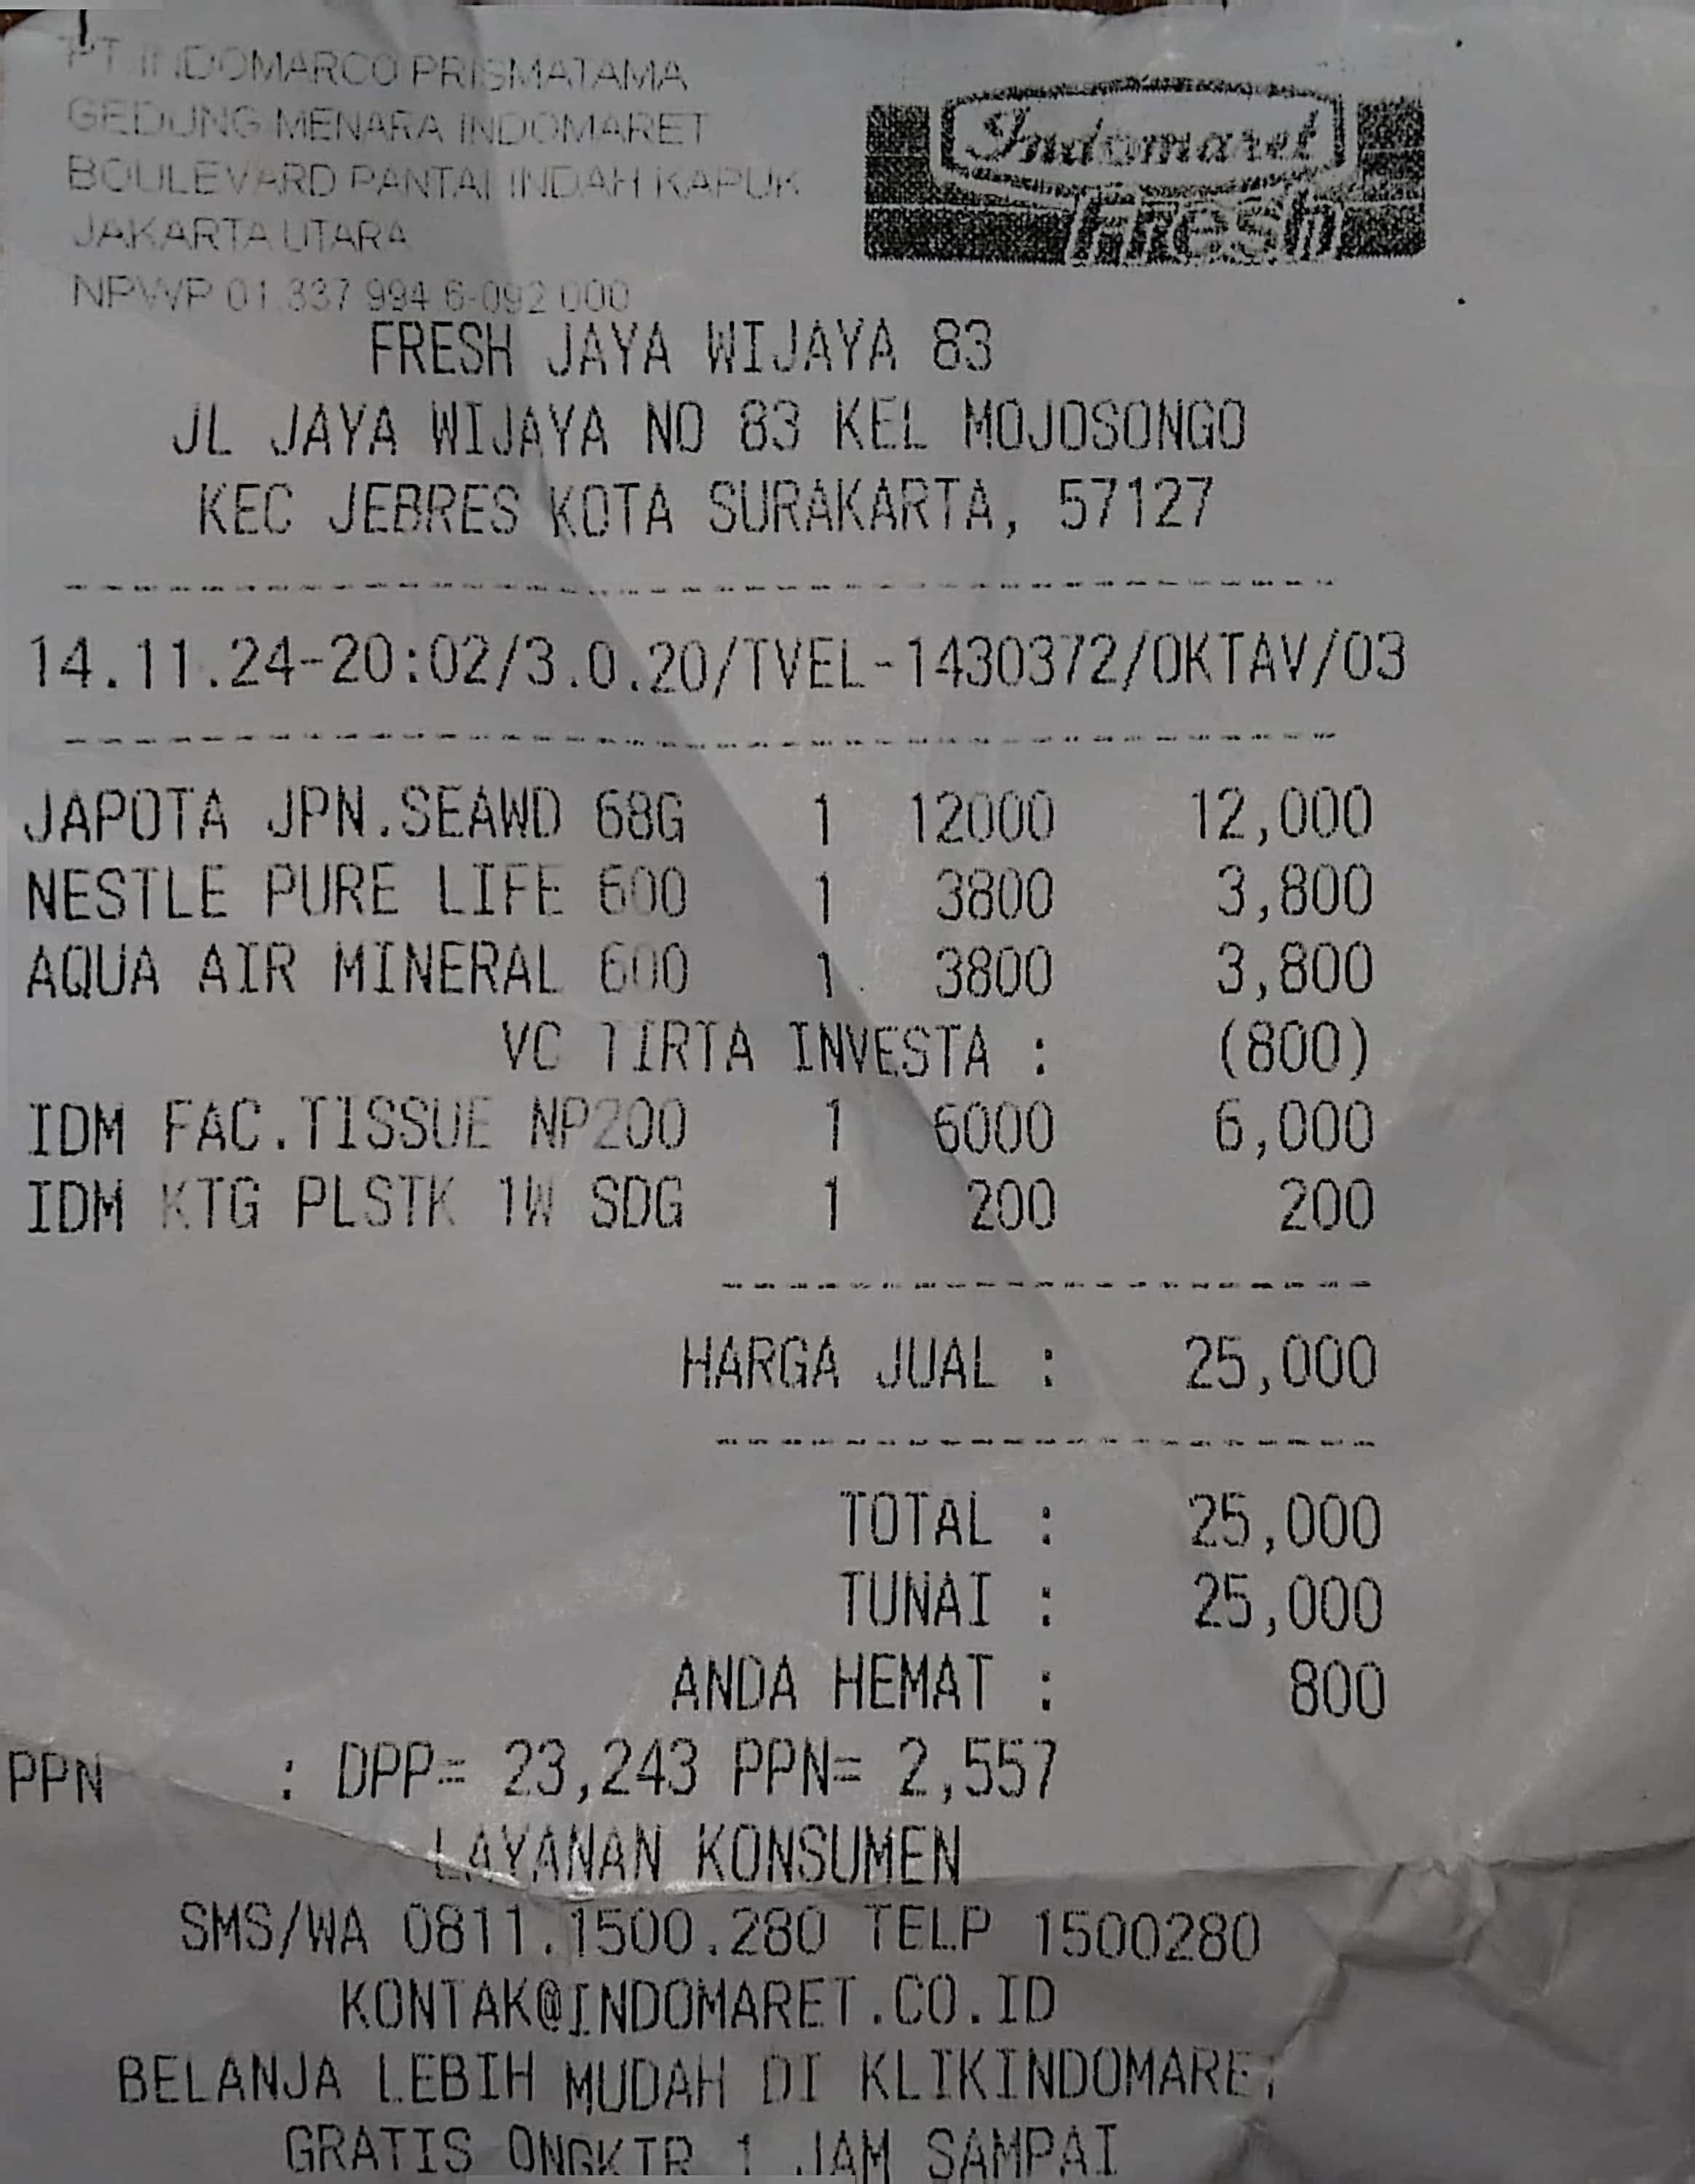 PT.INDOMARCO PRISMATAMA
GEDUNG MENARA INDOMARET
BOULEVARD PANTAI INDAH KAPUK
JAKARTA UTARA
NPWP 01.337.994.6-092.000
Indomaret
Fresh
FRESH JAYA WIJAYA 83
JL JAYA WIJAYA NO 83 KEL MOJOSONGO
KEC JEBRES KOTA SURAKARTA, 57127
14.11.24-20:02/3.0.20/TVEL-1430372/OKTAV/03
JAPOTA JPN.SEAWD 68G 1 12000 12,000
NESTLE PURE LIFE 600 1 3800 3,800
AQUA AIR MINERAL 600 1 3800 3,800
VC TIRTA INVESTA : (800)
IDM FAC.TISSUE NP200 1 6000 6,000
IDM KTG PLSTK 1W SDG 1 200 200
HARGA JUAL : 25,000
TOTAL : 25,000
TUNAI : 25,000
ANDA HEMAT : 800
PPN : DPP= 23,243 PPN= 2,557
LAYANAN KONSUMEN
SMS/WA 0811.1500.280 TELP 1500280
KONTAK@INDOMARET.CO.ID
BELANJA LEBIH MUDAH DI KLIKINDOMARET
GRATIS ONGKIR 1 JAM SAMPAI